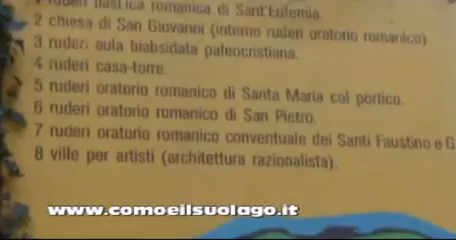 1 ruderi basilica romanica di Sant'Eufemia.
2 chiesa di San Giovanni (interno ruderi oratorio romanico)
3 ruderi aula biabsidata paleocristiana.
4 ruderi casa-torre.
5 ruderi oratorio romanico di Santa Maria col portico.
6 ruderi oratorio romanico di San Pietro.
7 ruderi oratorio romanico conventuale dei Santi Faustino e G
8 ville per artisti (architettura razionalista).
www.comoeilsuolago.it